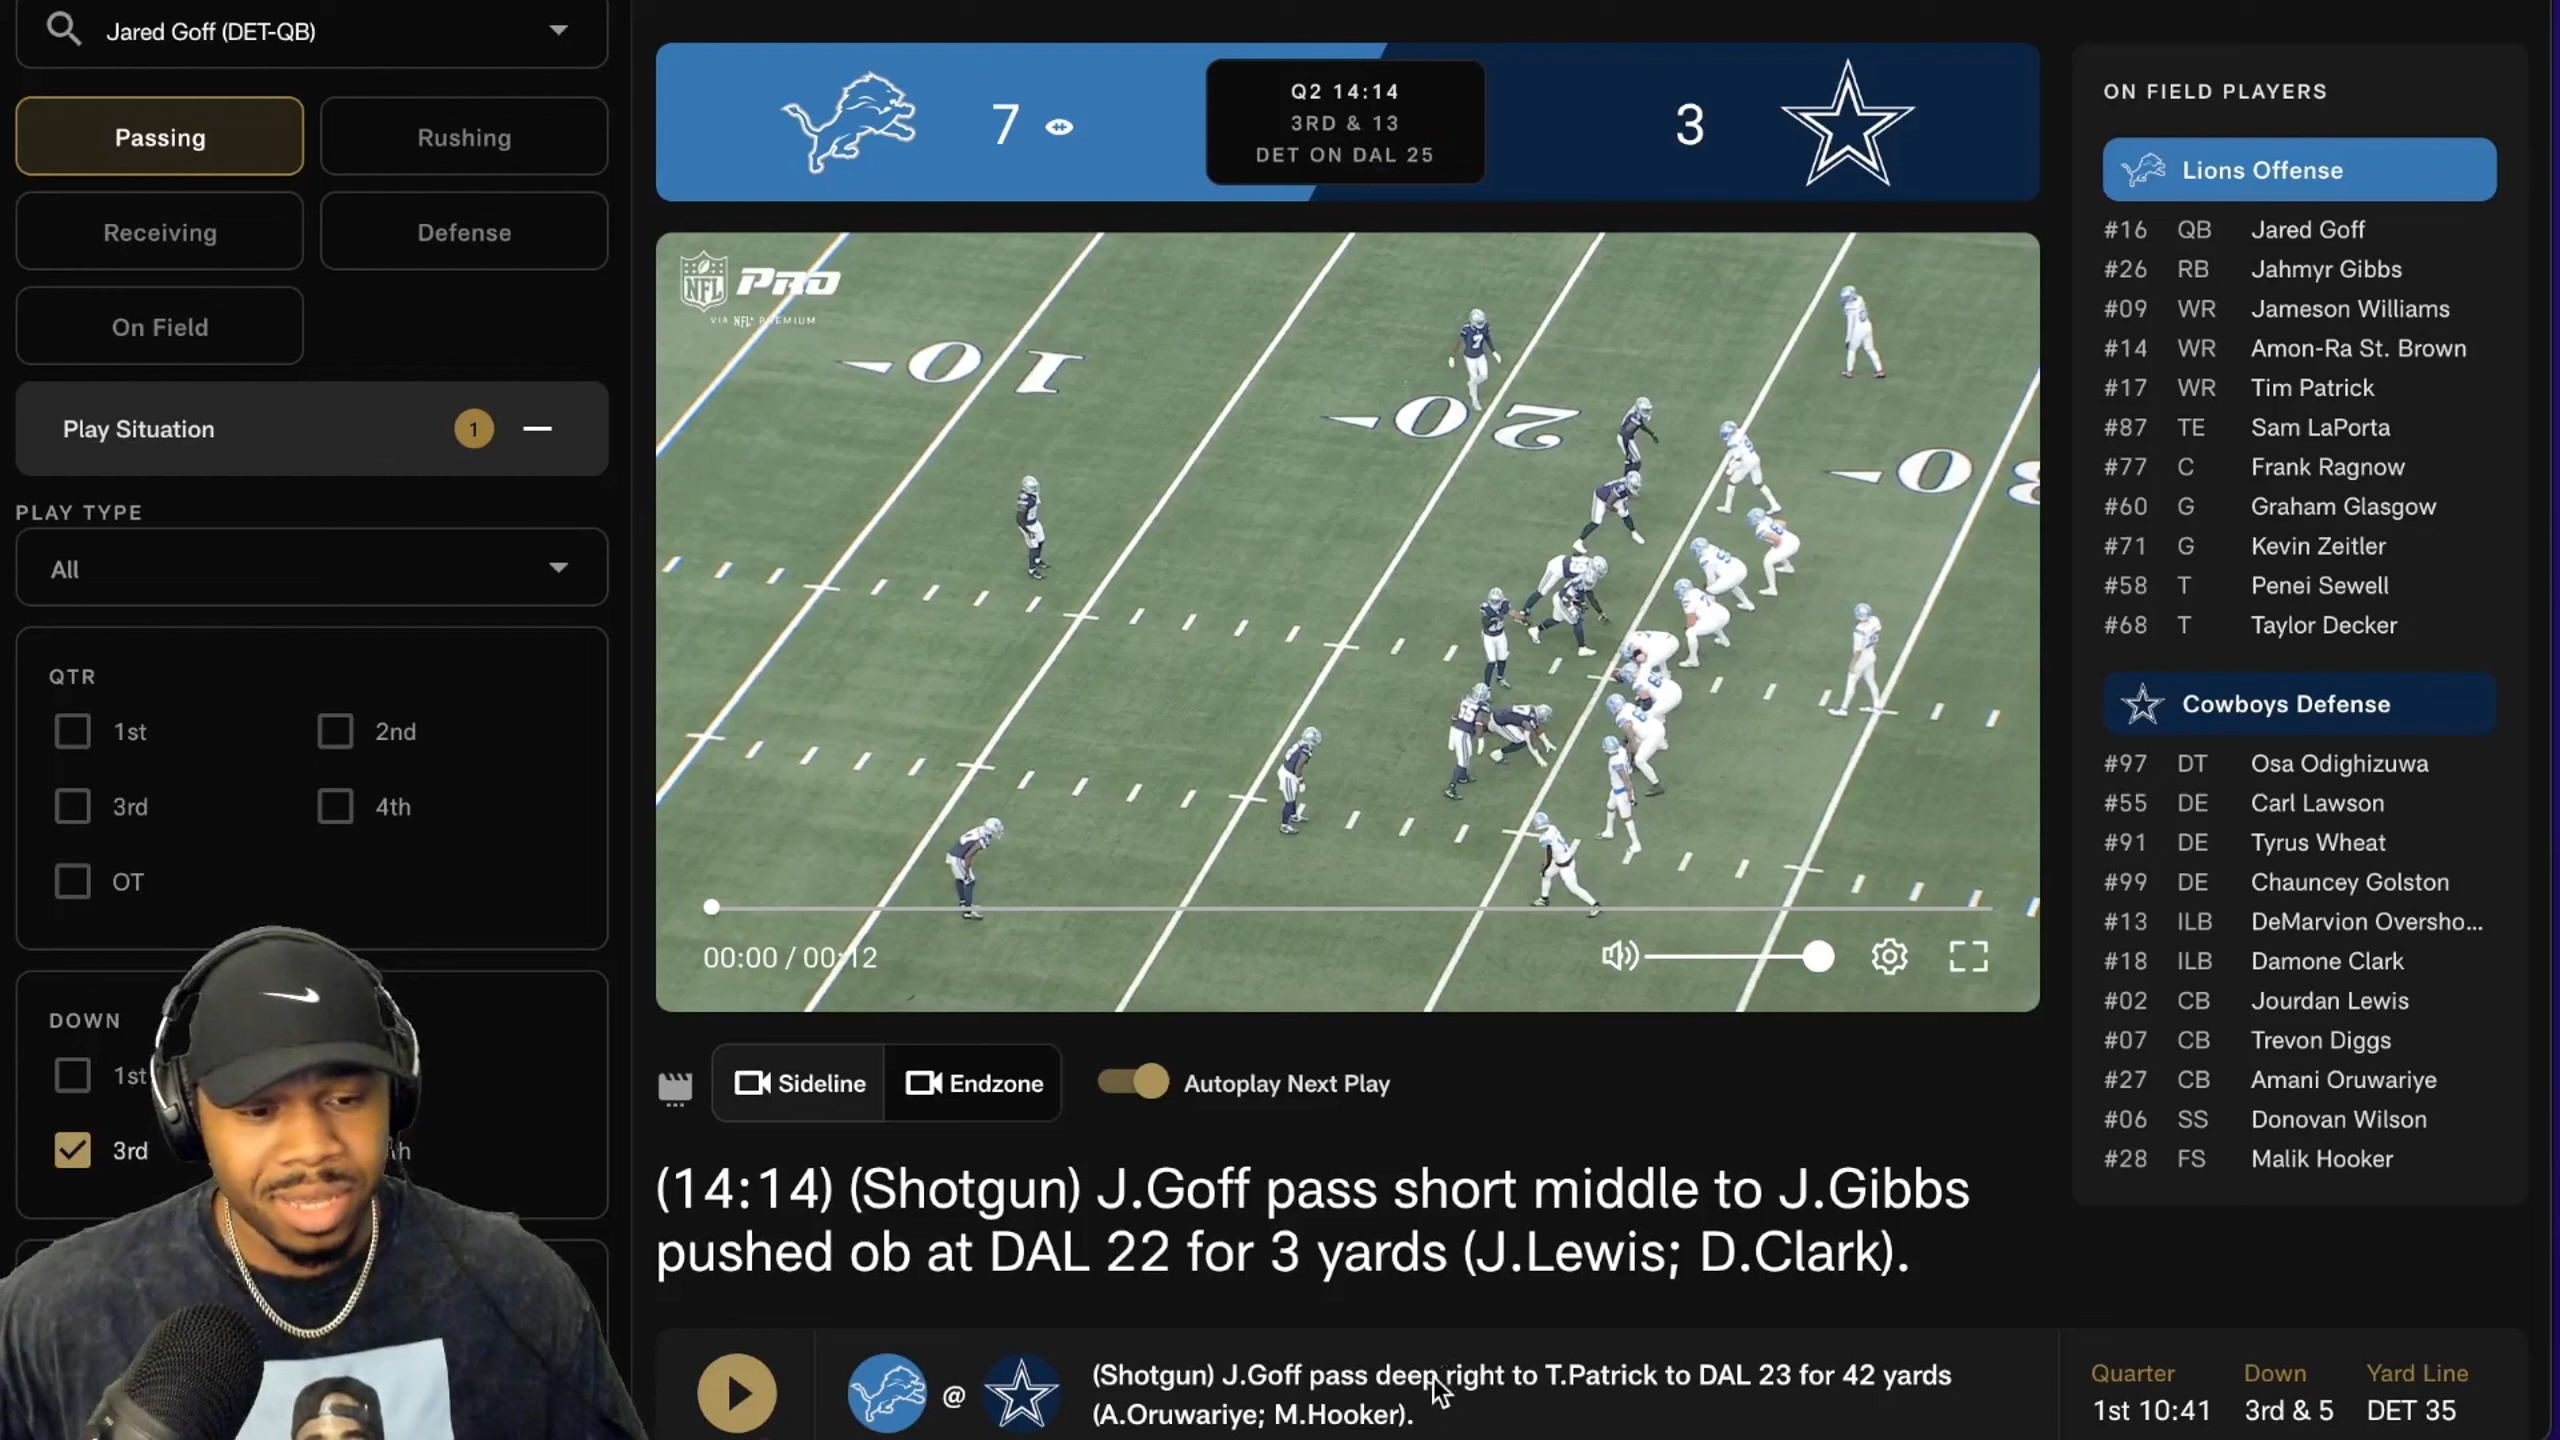 Jared Goff (DET-QB)
Passing
Rushing
Receiving
Defense
On Field
Play Situation
1
PLAY TYPE
All
QTR
1st
2nd
3rd
4th
OT
DOWN
1st
3rd
7
Q2 14:14
3RD & 13
DET ON DAL 25
3
NFL PRO
VIA NFL+ PREMIUM
10
20
00:00 / 00:12
Sideline
Endzone
Autoplay Next Play
(14:14) (Shotgun) J.Goff pass short middle to J.Gibbs
pushed ob at DAL 22 for 3 yards (J.Lewis; D.Clark).
@
(Shotgun) J.Goff pass deep right to T.Patrick to DAL 23 for 42 yards
(A.Oruwariye; M.Hooker).
Quarter
1st 10:41
Down
3rd & 5
Yard Line
DET 35
ON FIELD PLAYERS
Lions Offense
#16 QB Jared Goff
#26 RB Jahmyr Gibbs
#09 WR Jameson Williams
#14 WR Amon-Ra St. Brown
#17 WR Tim Patrick
#87 TE Sam LaPorta
#77 C Frank Ragnow
#60 G Graham Glasgow
#71 G Kevin Zeitler
#58 T Penei Sewell
#68 T Taylor Decker
Cowboys Defense
#97 DT Osa Odighizuwa
#55 DE Carl Lawson
#91 DE Tyrus Wheat
#99 DE Chauncey Golston
#13 ILB DeMarvion Oversho...
#18 ILB Damone Clark
#02 CB Jourdan Lewis
#07 CB Trevon Diggs
#27 CB Amani Oruwariye
#06 SS Donovan Wilson
#28 FS Malik Hooker